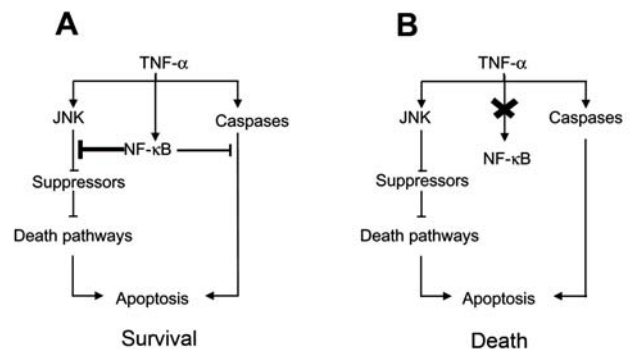 A
TNF-α
JNK
Caspases
NF-κB
Suppressors
Death pathways
Apoptosis
Survival
B
TNF-α
JNK
Caspases
NF-κB
Suppressors
Death pathways
Apoptosis
Death